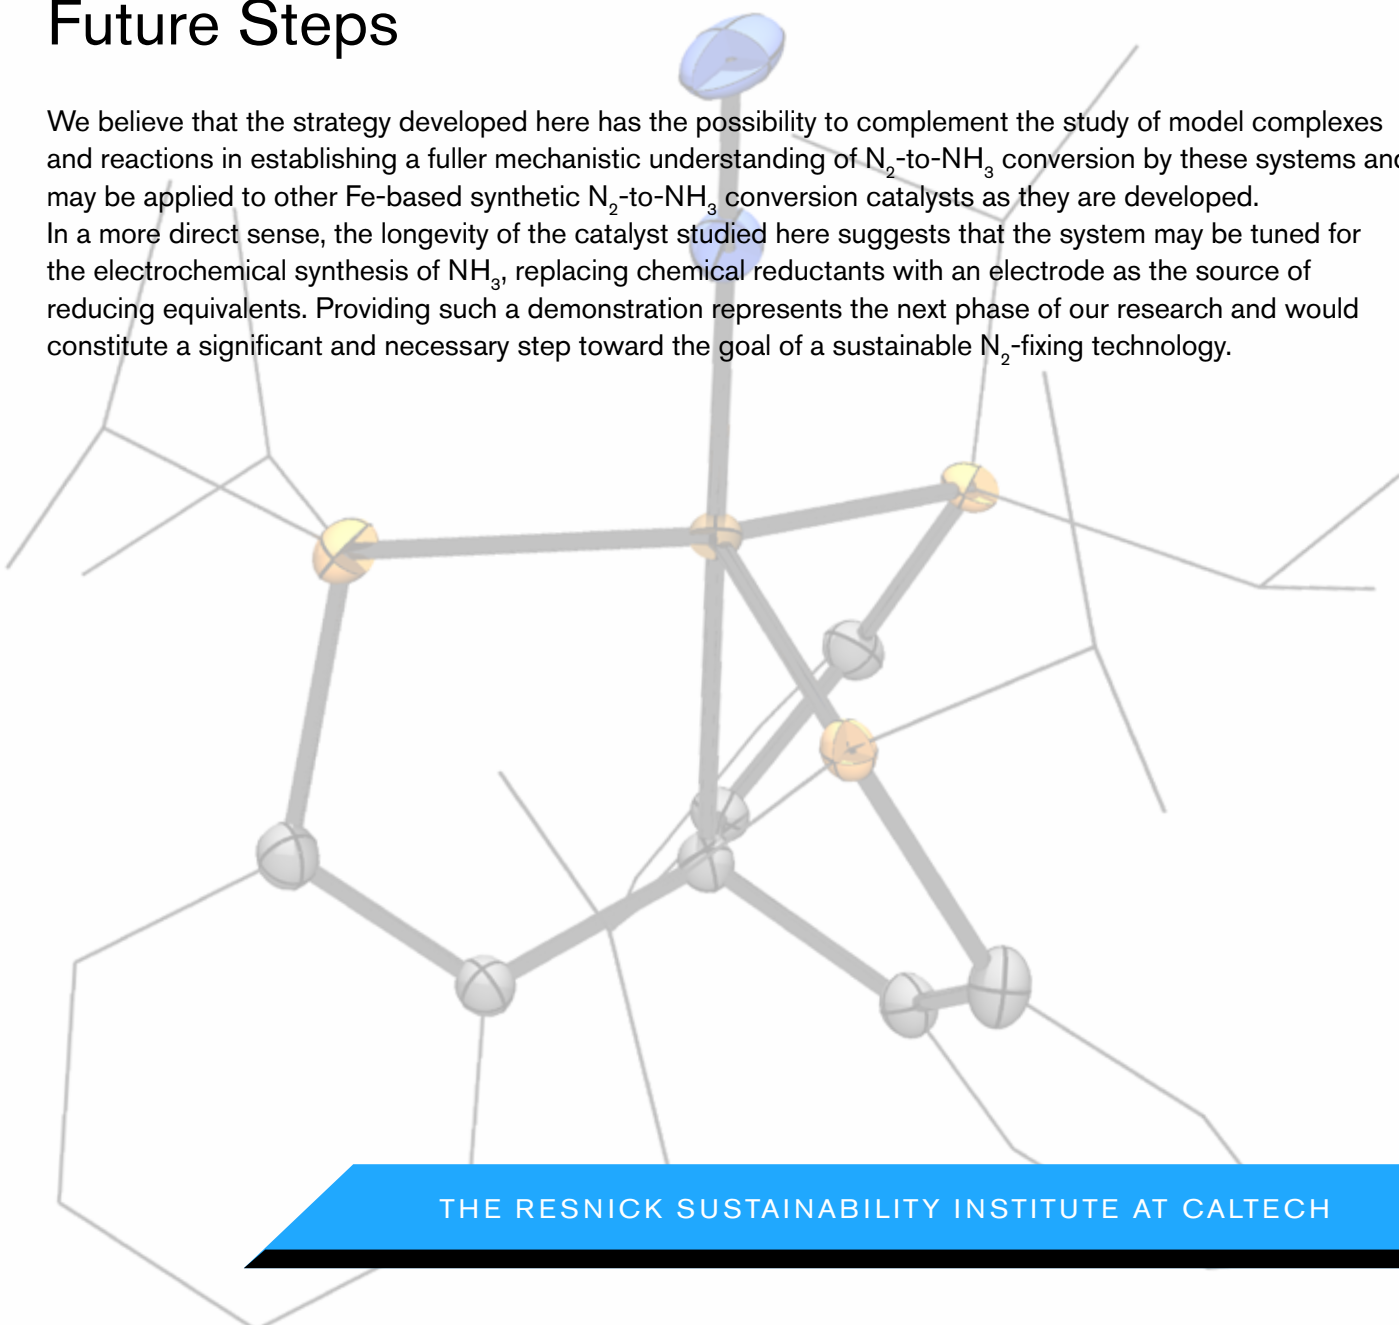 Future Steps
We believe that the strategy developed here has the possibility to complement the study of model complexes
and reactions in establishing a fuller mechanistic understanding of N₂-to-NH₃ conversion by these systems and
may be applied to other Fe-based synthetic N₂-to-NH₃ conversion catalysts as they are developed.
In a more direct sense, the longevity of the catalyst studied here suggests that the system may be tuned for
the electrochemical synthesis of NH₃, replacing chemical reductants with an electrode as the source of
reducing equivalents. Providing such a demonstration represents the next phase of our research and would
constitute a significant and necessary step toward the goal of a sustainable N₂-fixing technology.
THE RESNICK SUSTAINABILITY INSTITUTE AT CALTECH